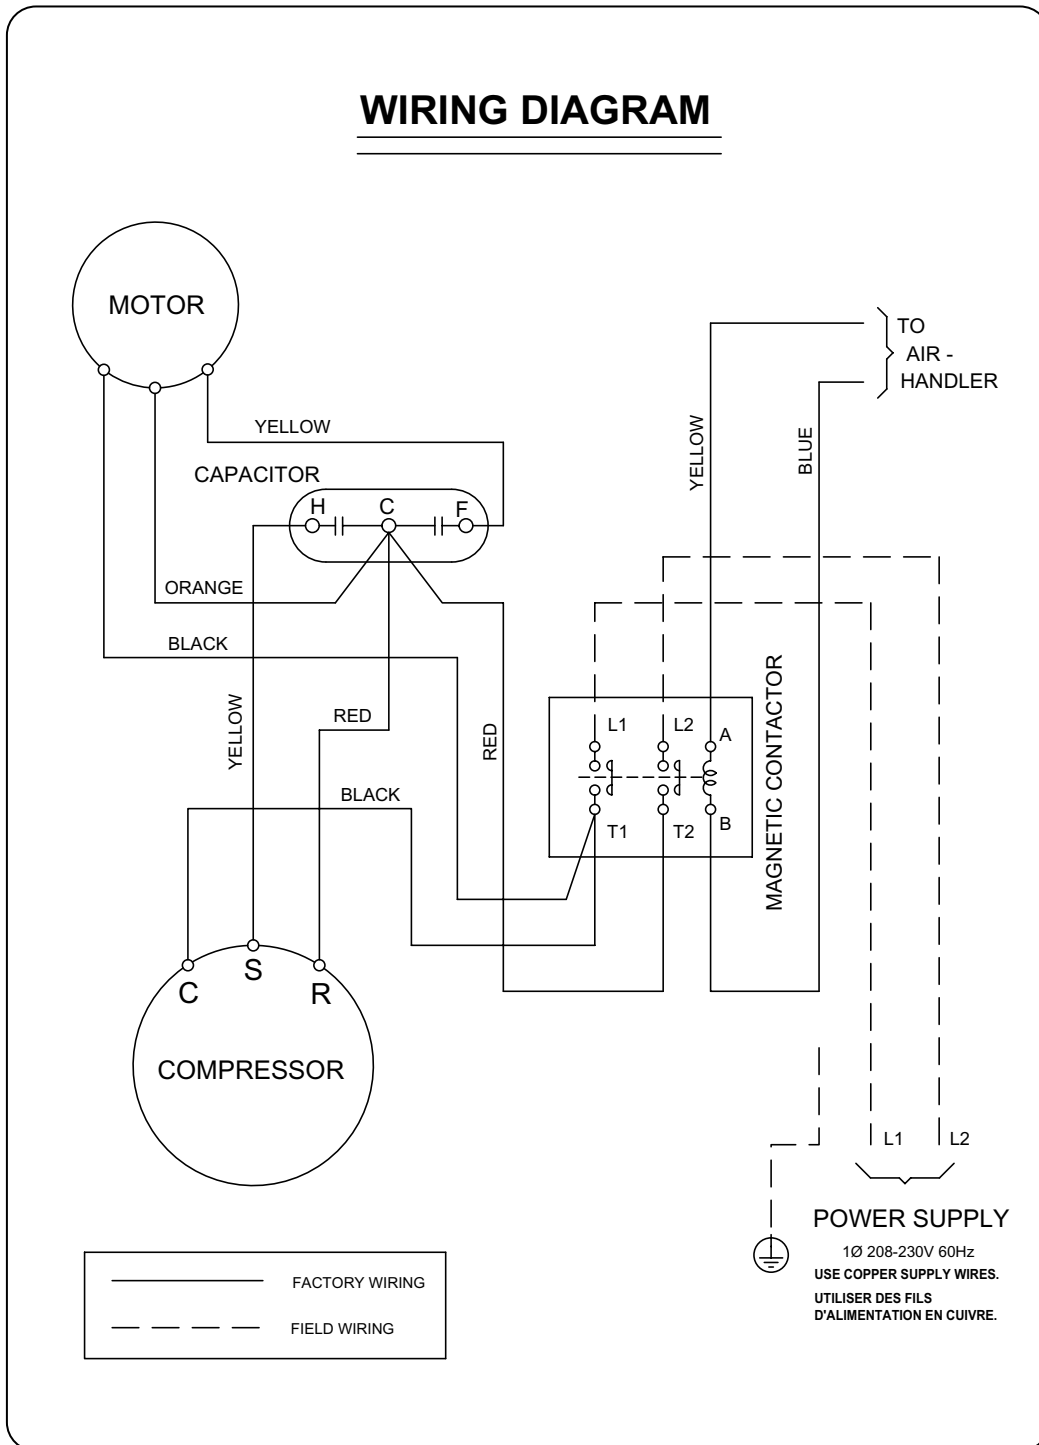 WIRING DIAGRAM
MOTOR
TO
AIR -
HANDLER
YELLOW
CAPACITOR
H
C
F
YELLOW
BLUE
ORANGE
BLACK
YELLOW
RED
RED
BLACK
L1
L2
A
T1
T2
B
MAGNETIC CONTACTOR
C
S
R
COMPRESSOR
L1
L2
POWER SUPPLY
1Ø 208-230V 60Hz
USE COPPER SUPPLY WIRES.
UTILISER DES FILS
D'ALIMENTATION EN CUIVRE.
FACTORY WIRING
FIELD WIRING